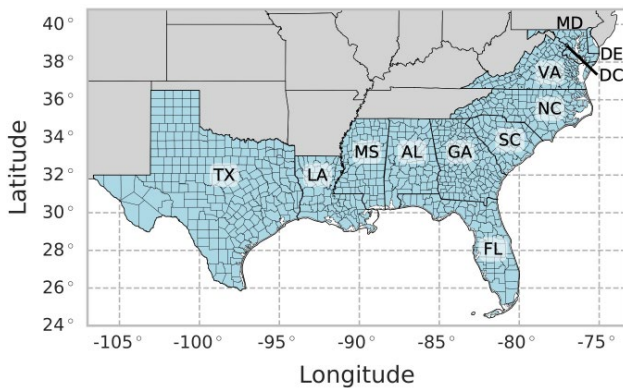 40°
38°
36°
34°
32°
30°
28°
26°
24°
Latitude
MD
DE
DC
VA
NC
SC
MS
AL
GA
TX
LA
FL
-105°
-100°
-95°
-90°
-85°
-80°
-75°
Longitude